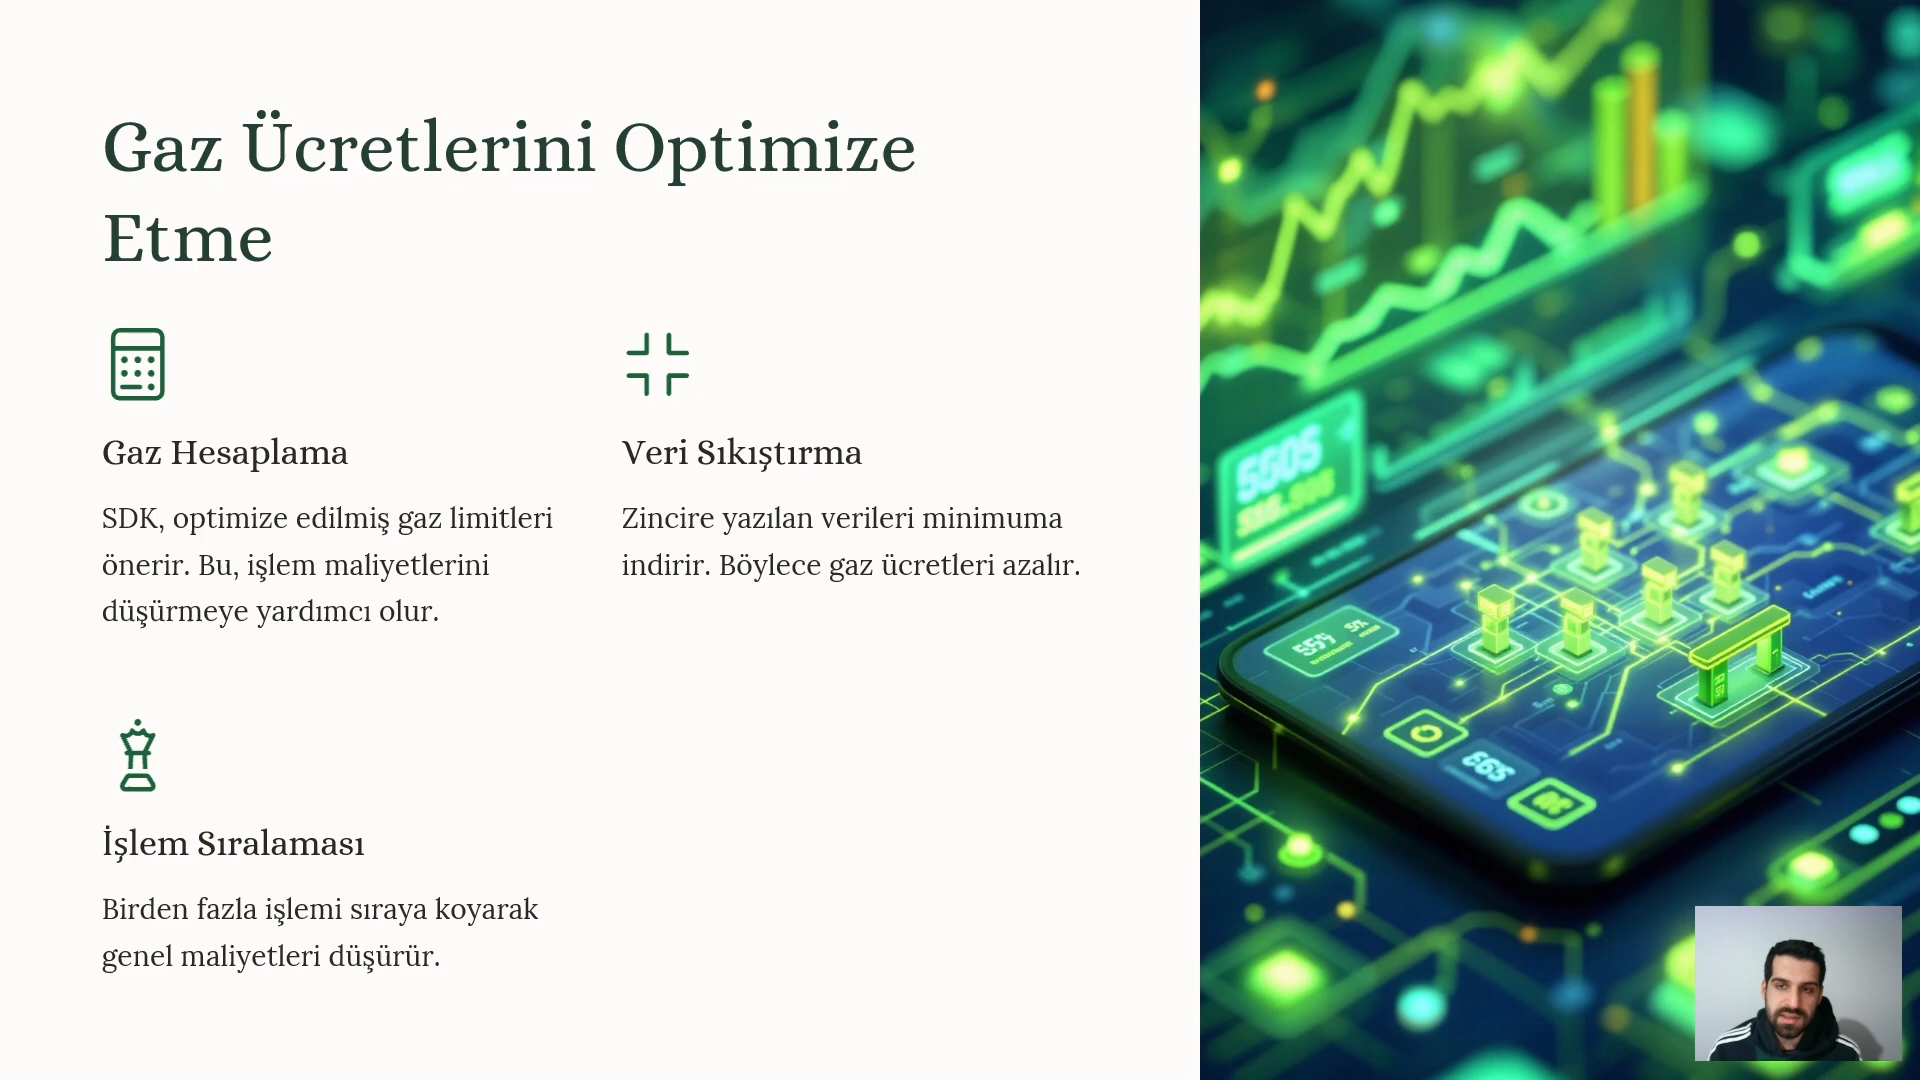 Gaz Ücretlerini Optimize
Etme
Gaz Hesaplama
SDK, optimize edilmiş gaz limitleri
önerir. Bu, işlem maliyetlerini
düşürmeye yardımcı olur.
Veri Sıkıştırma
Zincire yazılan verileri minimuma
indirir. Böylece gaz ücretleri azalır.
İşlem Sıralaması
Birden fazla işlemi sıraya koyarak
genel maliyetleri düşürür.